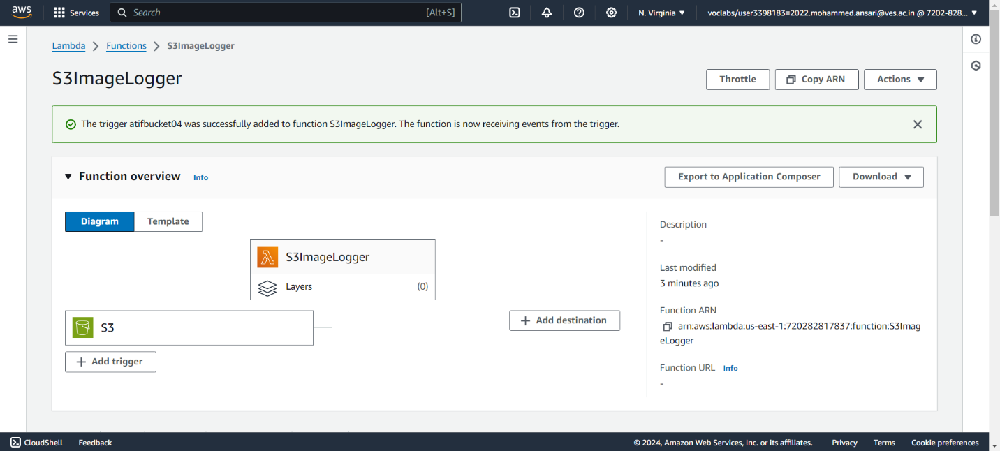 aws
Services
Search
[Alt+S]
N. Virginia
voclabs/user3398183=2022.mohammed.ansari@ves.ac.in @ 7202-828...
Lambda
Functions
S3ImageLogger
S3ImageLogger
Throttle
Copy ARN
Actions
The trigger atifbucket04 was successfully added to function S3ImageLogger. The function is now receiving events from the trigger.
Function overview
Info
Export to Application Composer
Download
Diagram
Template
S3ImageLogger
Layers
(0)
S3
Add trigger
Add destination
Description
-
Last modified
3 minutes ago
Function ARN
arn:aws:lambda:us-east-1:720282817837:function:S3Imag
eLogger
Function URL
Info
-
CloudShell
Feedback
© 2024, Amazon Web Services, Inc. or its affiliates.
Privacy
Terms
Cookie preferences